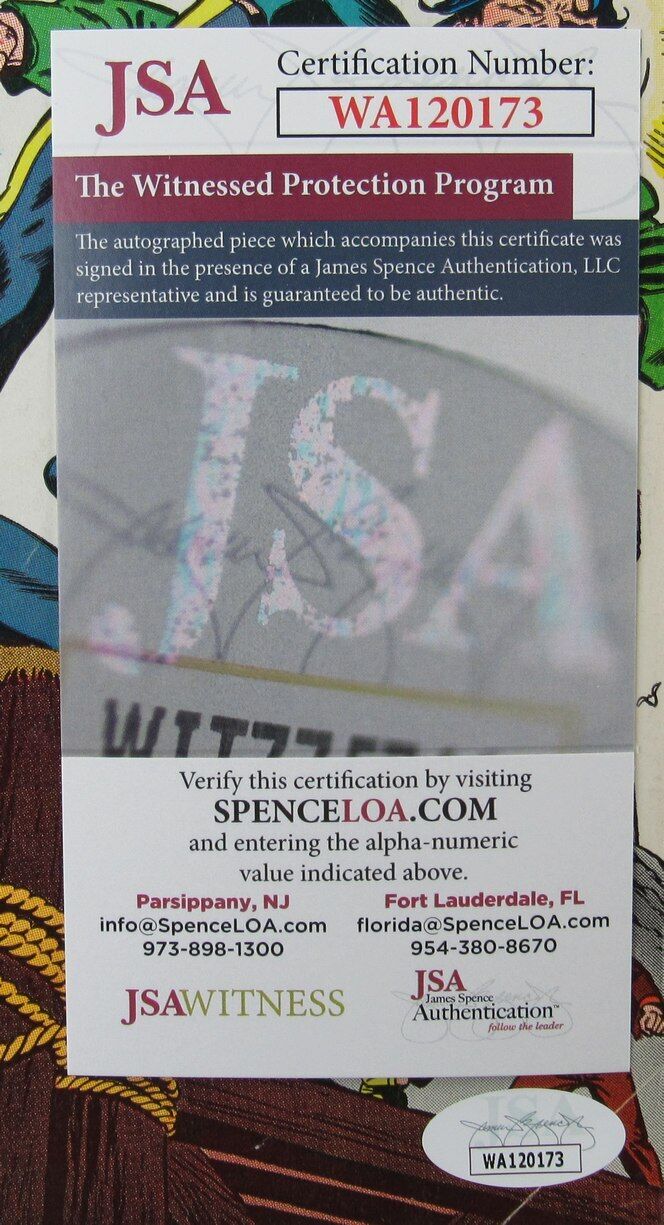 JSA
Certification Number:
WA120173
The Witnessed Protection Program
The autographed piece which accompanies this certificate was
signed in the presence of a James Spence Authentication, LLC
representative and is guaranteed to be authentic.
JSA
Verify this certification by visiting
SPENCELOA.COM
and entering the alpha-numeric
value indicated above.
Parsippany, NJ
info@SpenceLOA.com
973-898-1300
Fort Lauderdale, FL
florida@SpenceLOA.com
954-380-8670
JSAWITNESS
JSA
James Spence
Authentication™
follow the leader
JSA
WA120173